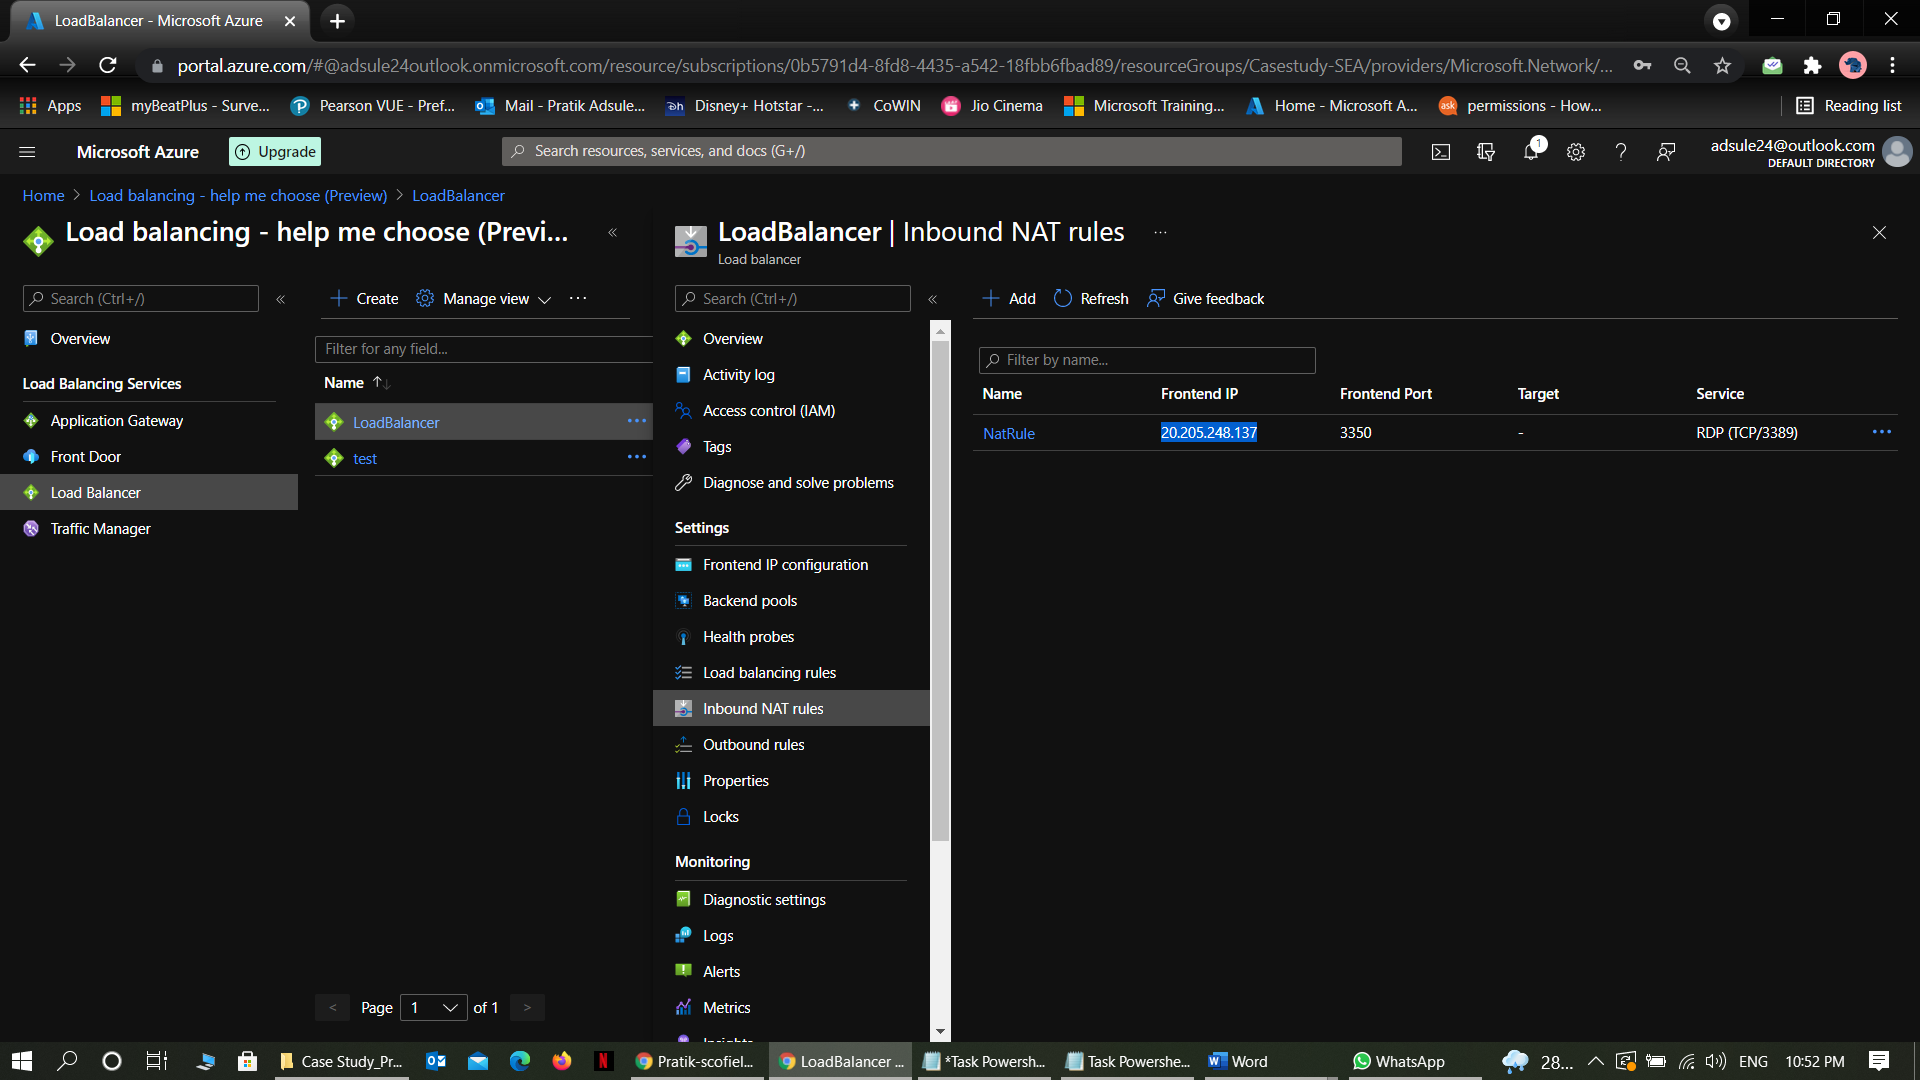 LoadBalancer - Microsoft Azure
portal.azure.com/#@adsule24outlook.onmicrosoft.com/resource/subscriptions/0b5791d4-8fd8-4435-a542-18fbb6fbad89/resourceGroups/Casestudy-SEA/providers/Microsoft.Network/...
Apps myBeatPlus - Surve... Pearson VUE - Pref... Mail - Pratik Adsule... Disney+ Hotstar -... CoWIN Jio Cinema Microsoft Training... Home - Microsoft A... permissions - How... Reading list
Microsoft Azure Upgrade Search resources, services, and docs (G+/) 1 adsule24@outlook.com
DEFAULT DIRECTORY
Home > Load balancing - help me choose (Preview) > LoadBalancer
Load balancing - help me choose (Previ...
Search (Ctrl+/)
Overview
Load Balancing Services
Application Gateway
Front Door
Load Balancer
Traffic Manager
Create Manage view ...
Filter for any field...
Name
LoadBalancer
test
< Page 1 of 1 >
LoadBalancer | Inbound NAT rules ...
Load balancer
Search (Ctrl+/)
Overview
Activity log
Access control (IAM)
Tags
Diagnose and solve problems
Settings
Frontend IP configuration
Backend pools
Health probes
Load balancing rules
Inbound NAT rules
Outbound rules
Properties
Locks
Monitoring
Diagnostic settings
Logs
Alerts
Metrics
Insights
Add Refresh Give feedback
Filter by name...
Name Frontend IP Frontend Port Target Service
NatRule 20.205.248.137 3350 - RDP (TCP/3389)
Case Study_Pr... Pratik-scofiel... LoadBalancer ... *Task Powersh... Task Powershe... Word WhatsApp 28... ENG 10:52 PM